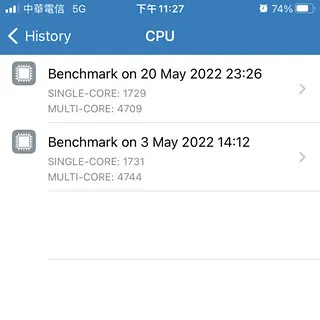 中華電信 5G 下午11:27 74%
History CPU
Benchmark on 20 May 2022 23:26
SINGLE-CORE: 1729
MULTI-CORE: 4709
Benchmark on 3 May 2022 14:12
SINGLE-CORE: 1731
MULTI-CORE: 4744